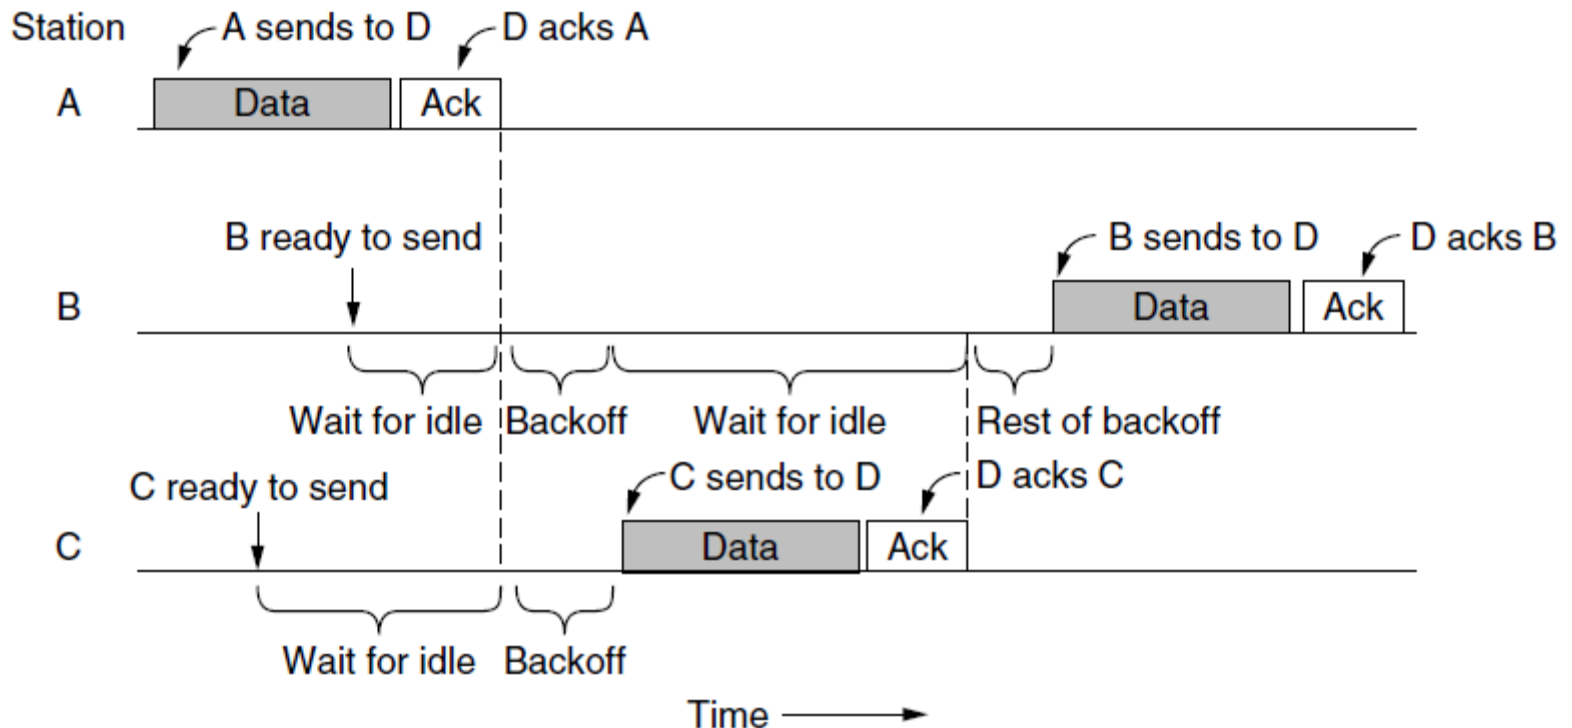 Station
A sends to D
D acks A
A
Data
Ack
B ready to send
B sends to D
D acks B
B
Data
Ack
Wait for idle
Backoff
Wait for idle
Rest of backoff
C ready to send
C sends to D
D acks C
C
Data
Ack
Wait for idle
Backoff
Time